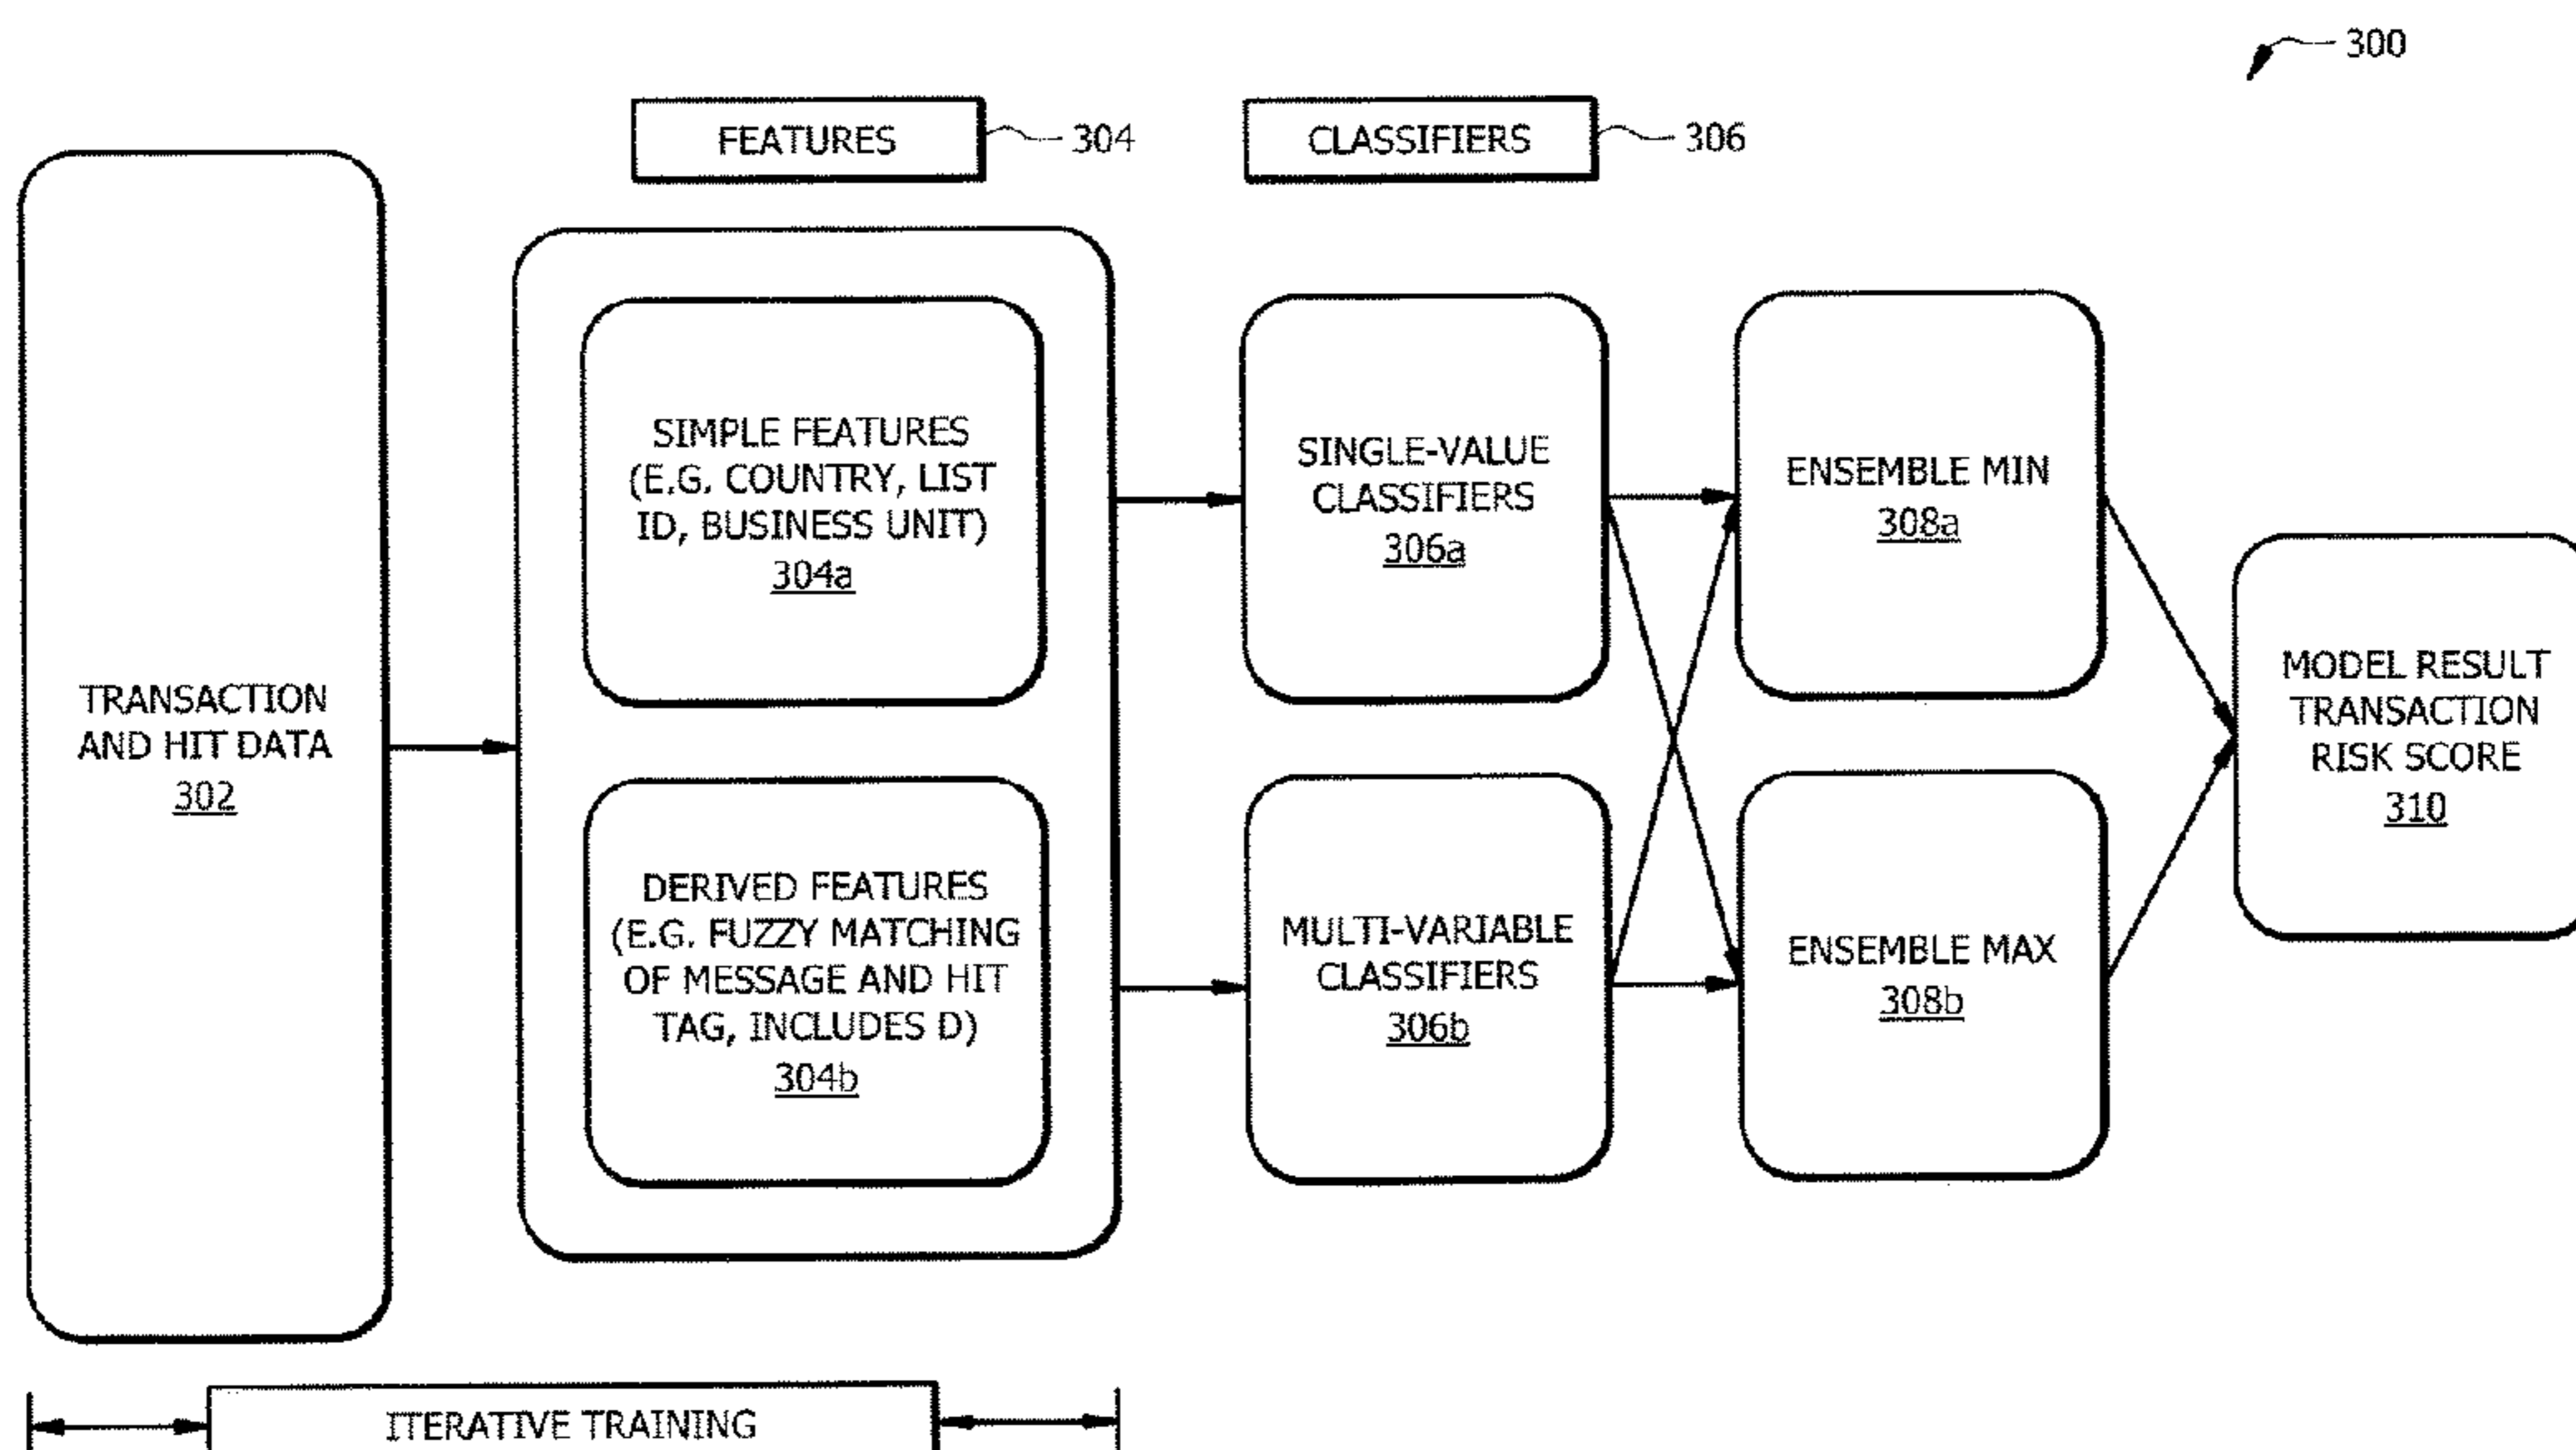 300
FEATURES
304
CLASSIFIERS
306
TRANSACTION
AND HIT DATA
302
SIMPLE FEATURES
(E.G. COUNTRY, LIST
ID, BUSINESS UNIT)
304a
DERIVED FEATURES
(E.G. FUZZY MATCHING
OF MESSAGE AND HIT
TAG, INCLUDES D)
304b
SINGLE-VALUE
CLASSIFIERS
306a
MULTI-VARIABLE
CLASSIFIERS
306b
ENSEMBLE MIN
308a
ENSEMBLE MAX
308b
MODEL RESULT
TRANSACTION
RISK SCORE
310
ITERATIVE TRAINING